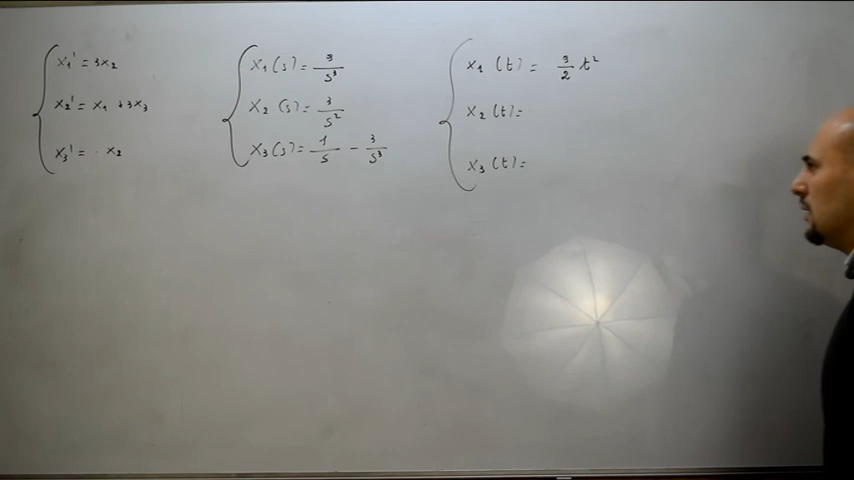 x₁' = 3x₂
x₂' = x₁ + 3x₃
x₃' = - x₂
X₁(s) = 3/s³
X₂(s) = 3/s²
X₃(s) = 1/s - 3/s³
x₁(t) = 3/2 t²
x₂(t) =
x₃(t) =